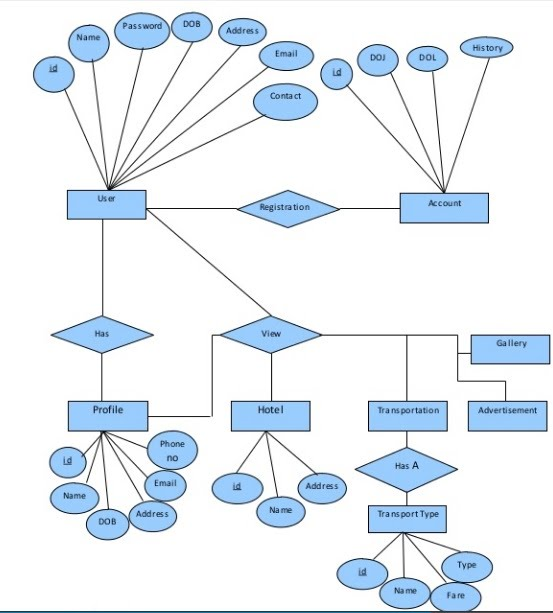 id
Name
Password
DOB
Address
Email
Contact
id
DOJ
DOL
History
User
Registration
Account
Has
View
Gallery
Profile
Hotel
Transportation
Advertisement
id
Name
DOB
Address
Email
Phone
no
id
Name
Address
Has A
Transport Type
id
Name
Fare
Type